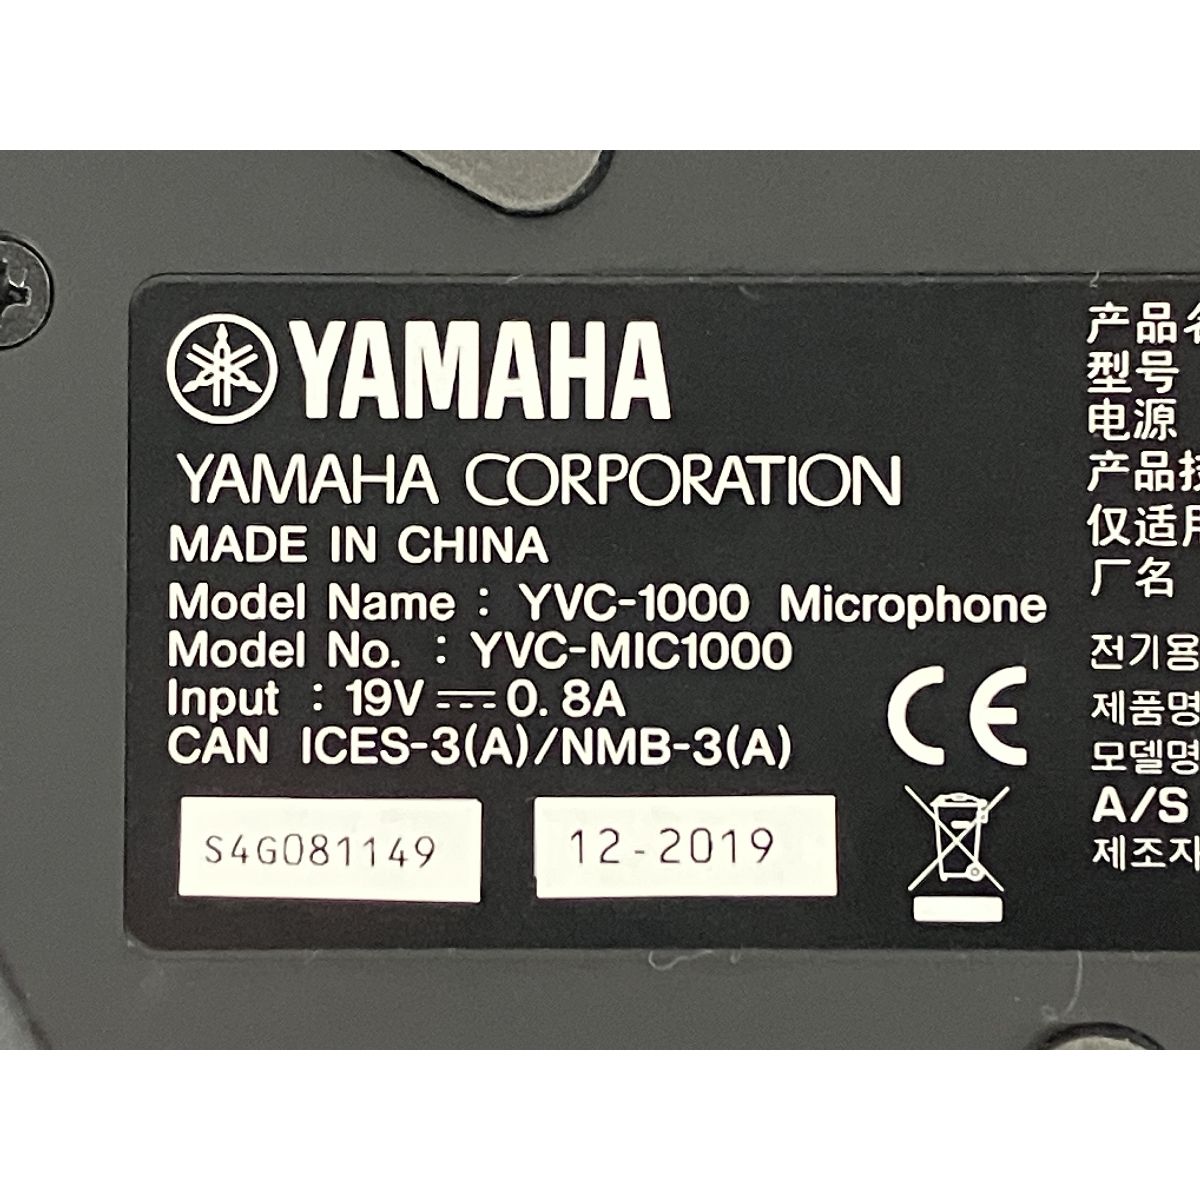 YAMAHA
YAMAHA CORPORATION
MADE IN CHINA
Model Name : YVC-1000 Microphone
Model No. : YVC-MIC1000
Input : 19V ⎓ 0.8A
CAN ICES-3(A)/NMB-3(A)
S4G081149
12-2019
CE
产品名
型号
电源
产品技
仅适用
厂名
전기용
제품명
모델명
A/S
제조자